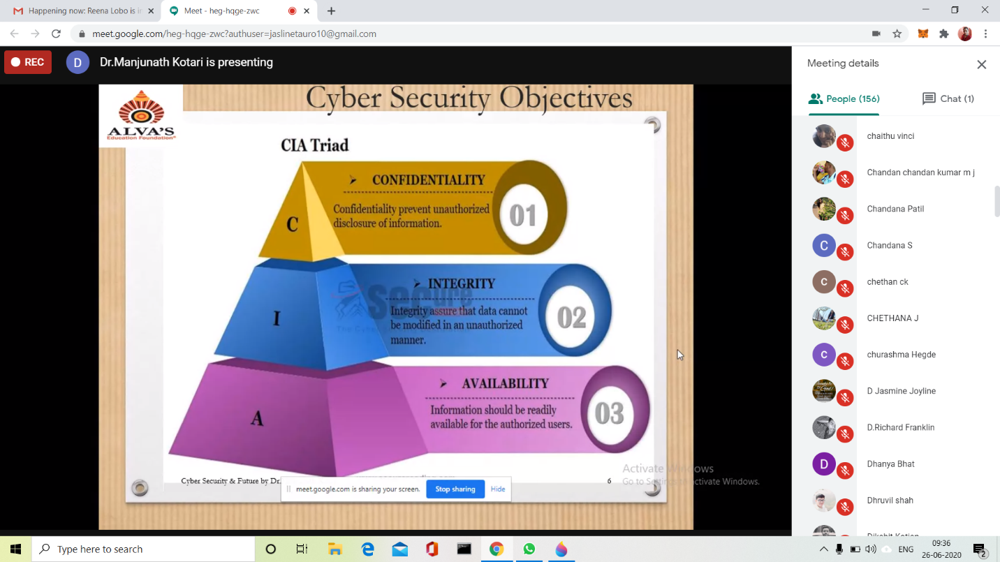 Happening now: Reena Lobo is in
Meet - heg-hqge-zwc
meet.google.com/heg-hqge-zwc?authuser=jaslinetauro10@gmail.com
REC
D
Dr.Manjunath Kotari is presenting
Meeting details
People (156)
Chat (1)
Cyber Security Objectives
ALVA'S
Education Foundation®
CIA Triad
C
CONFIDENTIALITY
Confidentiality prevent unauthorized
disclosure of information.
01
I
INTEGRITY
Integrity assure that data cannot
be modified in an unauthorized
manner.
02
Secure
The Cyber
A
AVAILABILITY
Information should be readily
available for the authorized users.
03
Cyber Security & Future by Dr.
6
meet.google.com is sharing your screen.
Stop sharing
Hide
Activate Windows
Go to Settings to activate Windows.
chaithu vinci
Chandan chandan kumar m j
Chandana Patil
C
Chandana S
c
chethan ck
CHETHANA J
c
churashma Hegde
D Jasmine Joyline
D.Richard Franklin
D
Dhanya Bhat
Dhruvil shah
Type here to search
ENG
09:36
26-06-2020
2